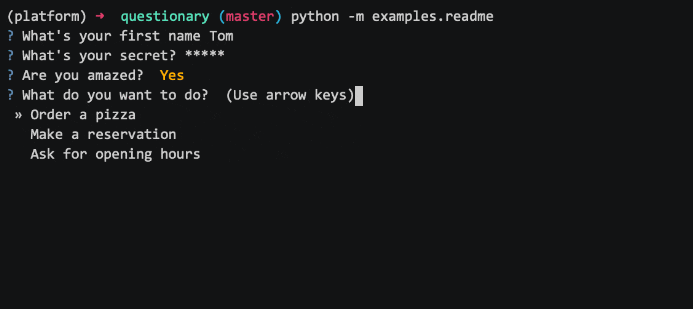 (platform) ➜ questionary (master) python -m examples.readme
? What's your first name Tom
? What's your secret? *****
? Are you amazed? Yes
? What do you want to do? (Use arrow keys)
» Order a pizza
Make a reservation
Ask for opening hours